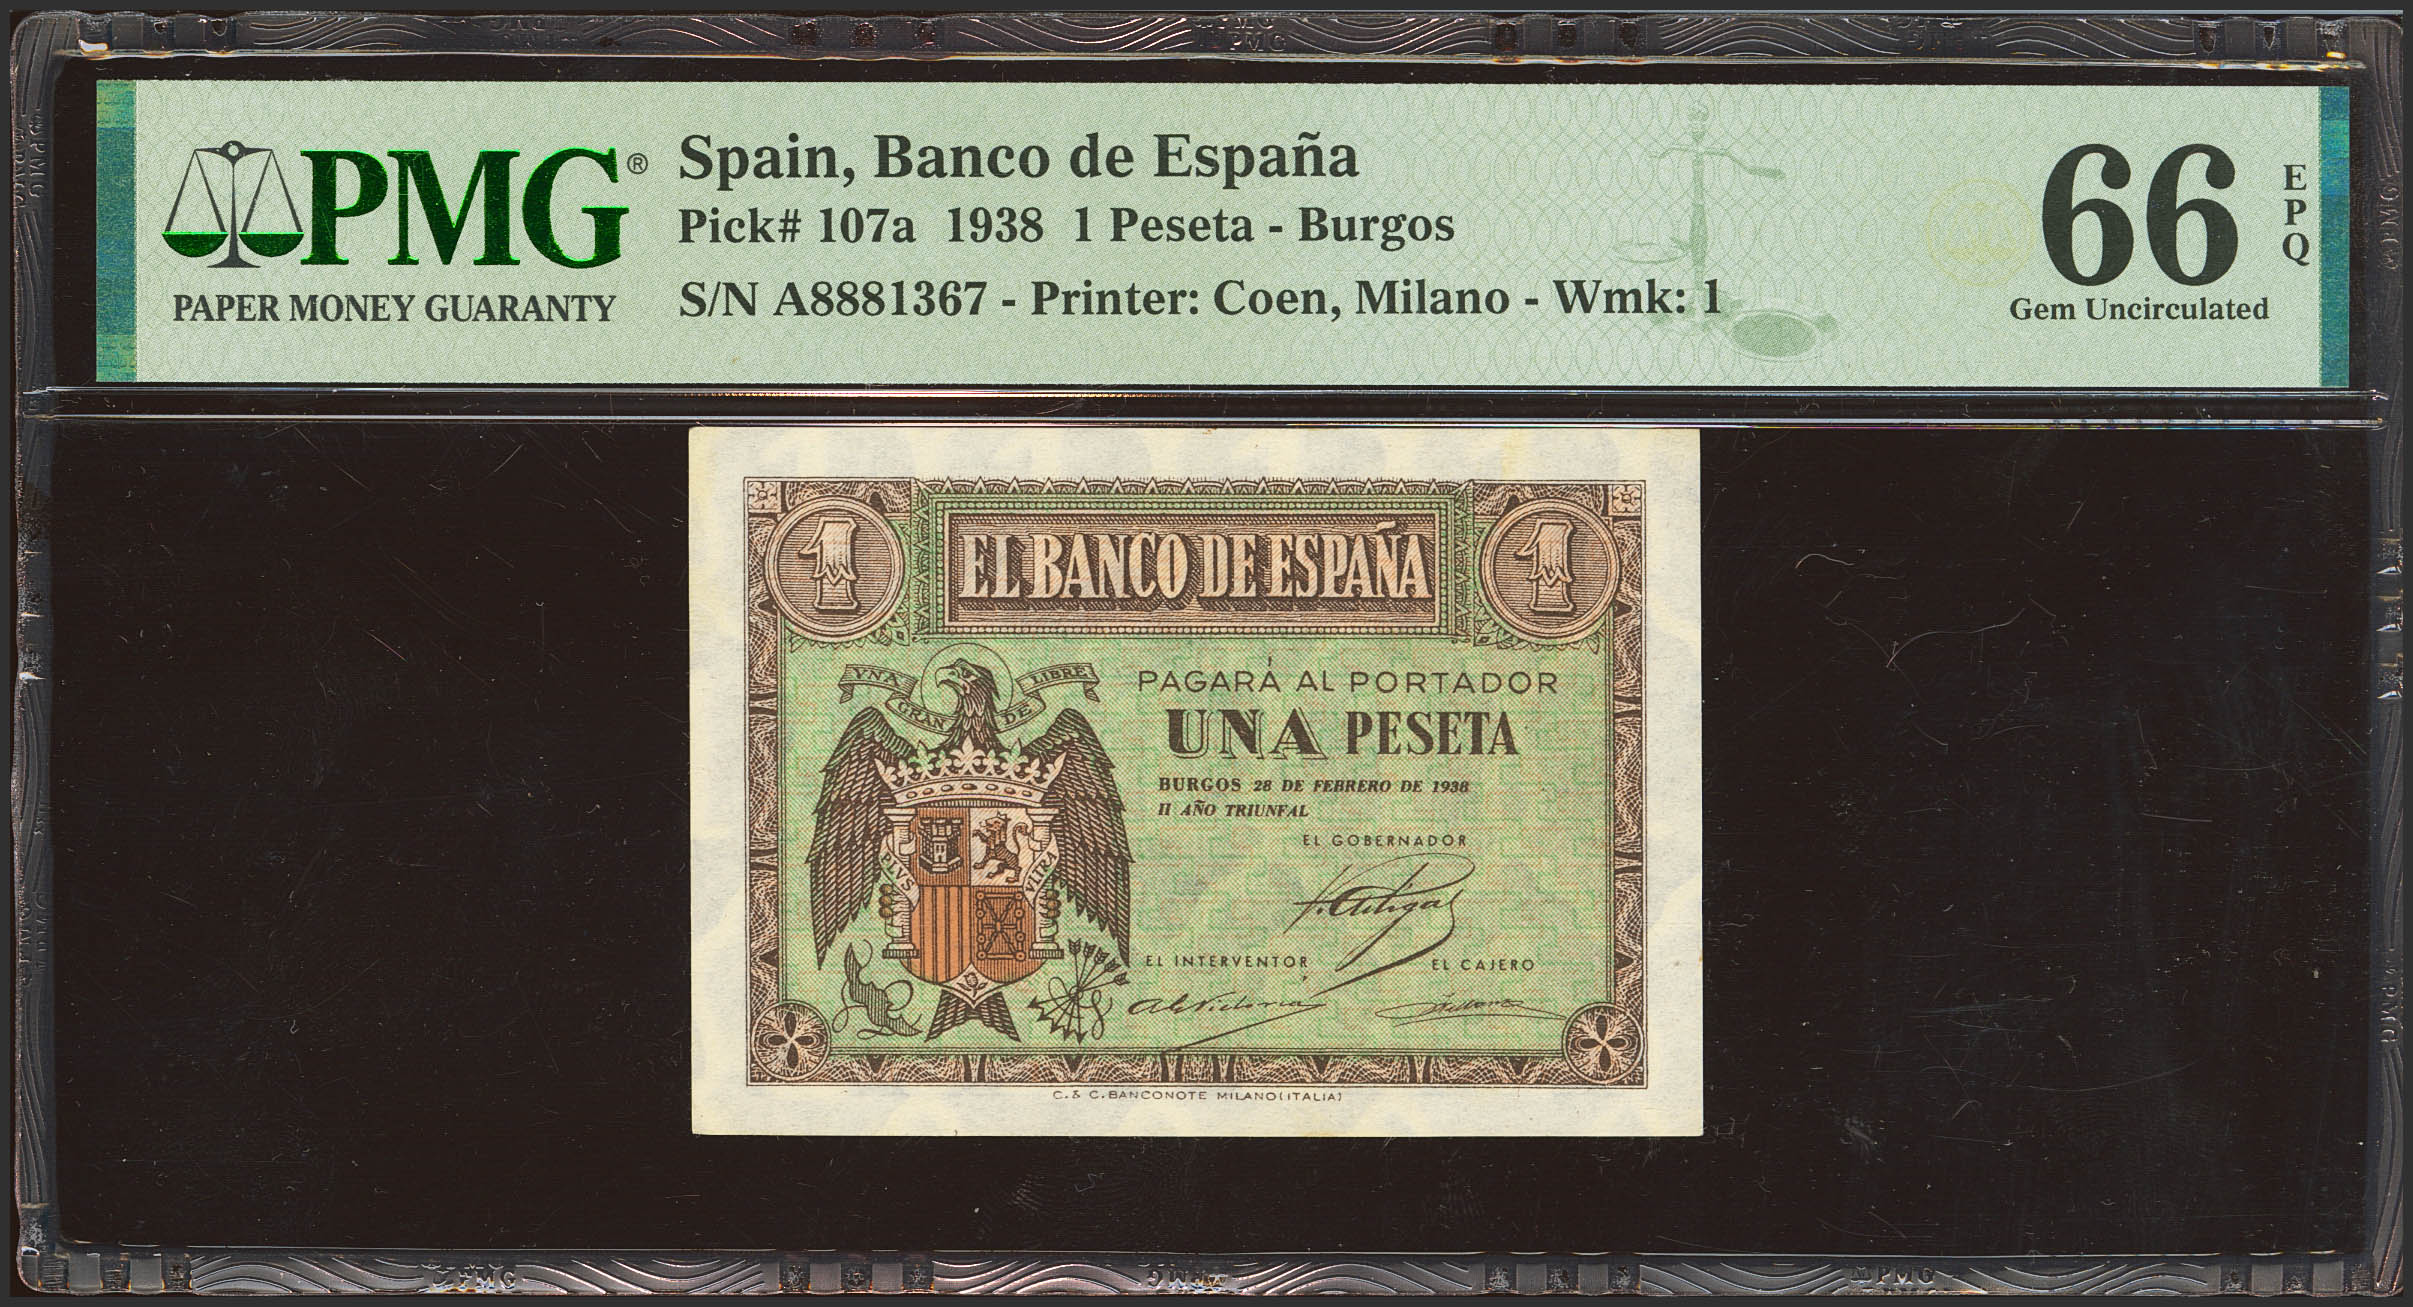 PMG®
PAPER MONEY GUARANTY
Spain, Banco de España
Pick# 107a 1938 1 Peseta - Burgos
S/N A8881367 - Printer: Coen, Milano - Wmk: 1
66
EPQ
Gem Uncirculated
1 EL BANCO DE ESPAÑA 1
YNA GRAN DE LIBRE
PAGARÁ AL PORTADOR
UNA PESETA
BURGOS 28 DE FEBRERO DE 1938
II AÑO TRIUNFAL
EL GOBERNADOR
PLVS VLTRA
EL INTERVENTOR
EL CAJERO
C. & C. BANCONOTE MILANO (ITALIA)